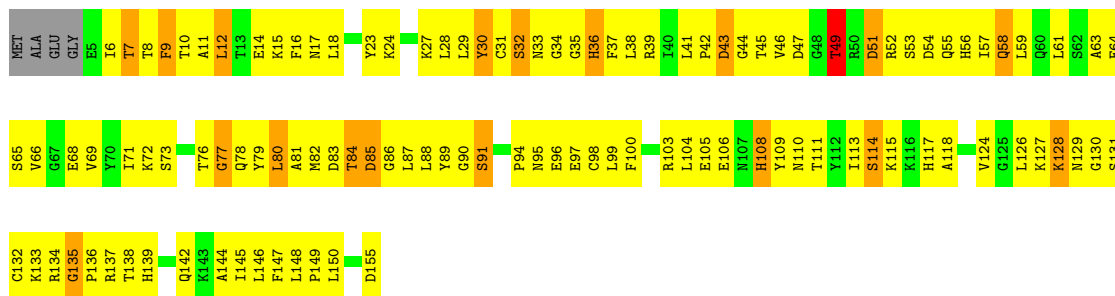 MET ALA GLU GLY E5 I6 T7 T8 F9 T10 A11 L12 T13 E14 K15 F16 N17 L18 Y23 K24 K27 L28 L29 Y30 C31 S32 N33 G34 G35 H36 F37 L38 R39 I40 L41 P42 D43 G44 T45 V46 D47 G48 T49 R50 D51 R52 S53 D54 Q55 H56 I57 Q58 L59 Q60 L61 S62 A63
S65 V66 G67 E68 V69 Y70 I71 K72 S73 T76 G77 Q78 Y79 L80 A81 M82 D83 T84 D85 G86 L87 L88 Y89 G90 S91 P94 N95 E96 E97 C98 L99 F100 R103 L104 E105 E106 N107 H108 Y109 N110 T111 Y112 I113 S114 K115 K116 H117 A118 V124 G125 L126 K127 K128 N129 G130
C132 K133 R134 G135 P136 R137 T138 H139 Q142 K143 A144 I145 L146 F147 L148 P149 L150 D155